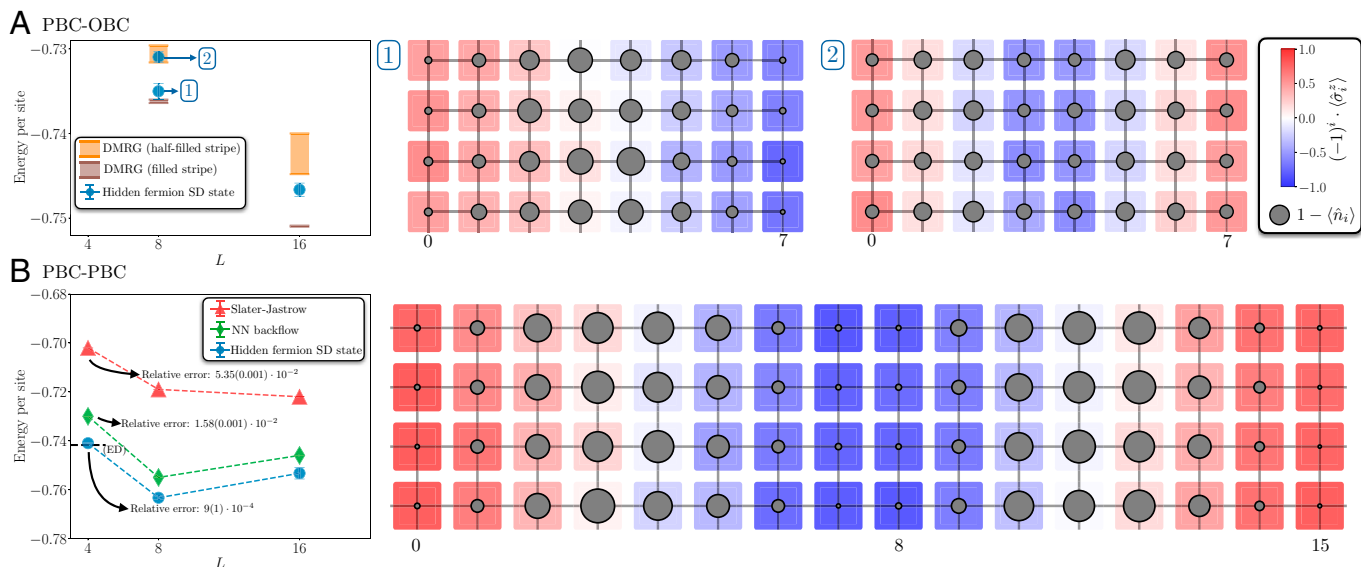 A PBC-OBC
−0.73
−0.74
−0.75
Energy per site
4 8 16
L
2
1
DMRG (half-filled stripe)
DMRG (filled stripe)
Hidden fermion SD state
1
0 7
2
0 7
1.0
0.5
0.0
−0.5
−1.0
(−1)^i · ⟨σ̂_i^z⟩
1 − ⟨n̂_i⟩
B PBC-PBC
−0.68
−0.70
−0.72
−0.74
−0.76
−0.78
Energy per site
4 8 16
L
Slater-Jastrow
NN backflow
Hidden fermion SD state
Relative error: 5.35(0.001) · 10^−2
Relative error: 1.58(0.001) · 10^−2
(ED)
Relative error: 9(1) · 10^−4
0 8 15